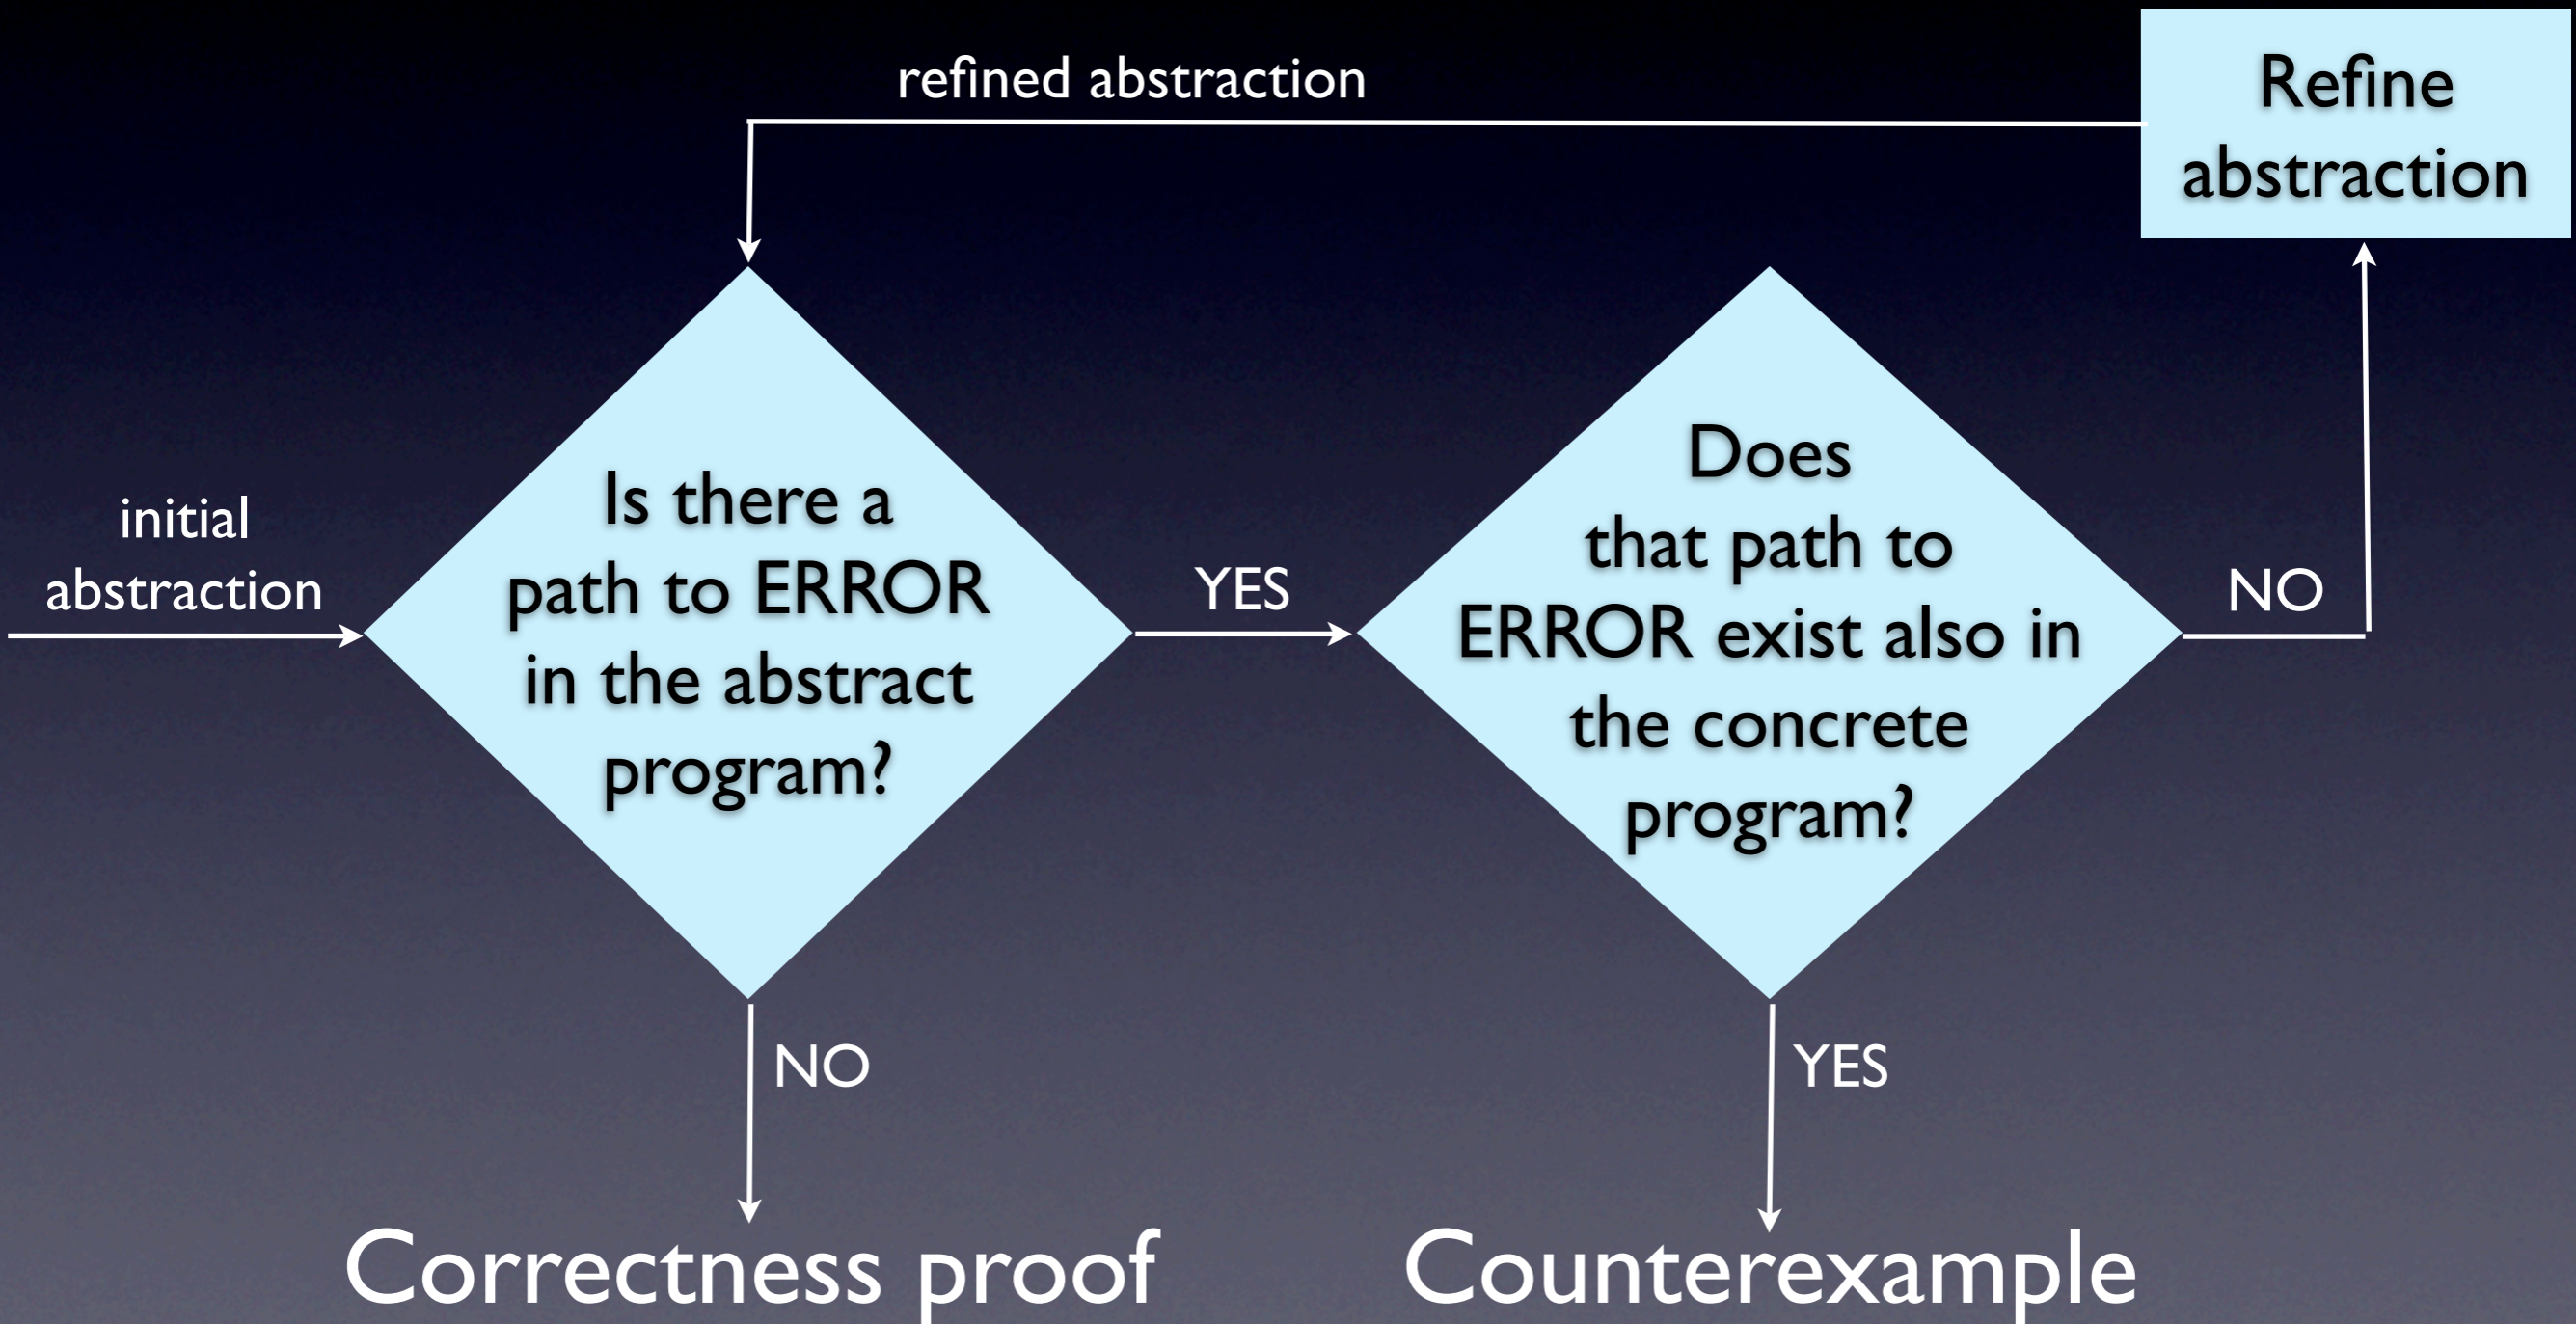 refined abstraction
Refine
abstraction
initial
abstraction
Is there a
path to ERROR
in the abstract
program?
YES
Does
that path to
ERROR exist also in
the concrete
program?
NO
NO
YES
Correctness proof
Counterexample